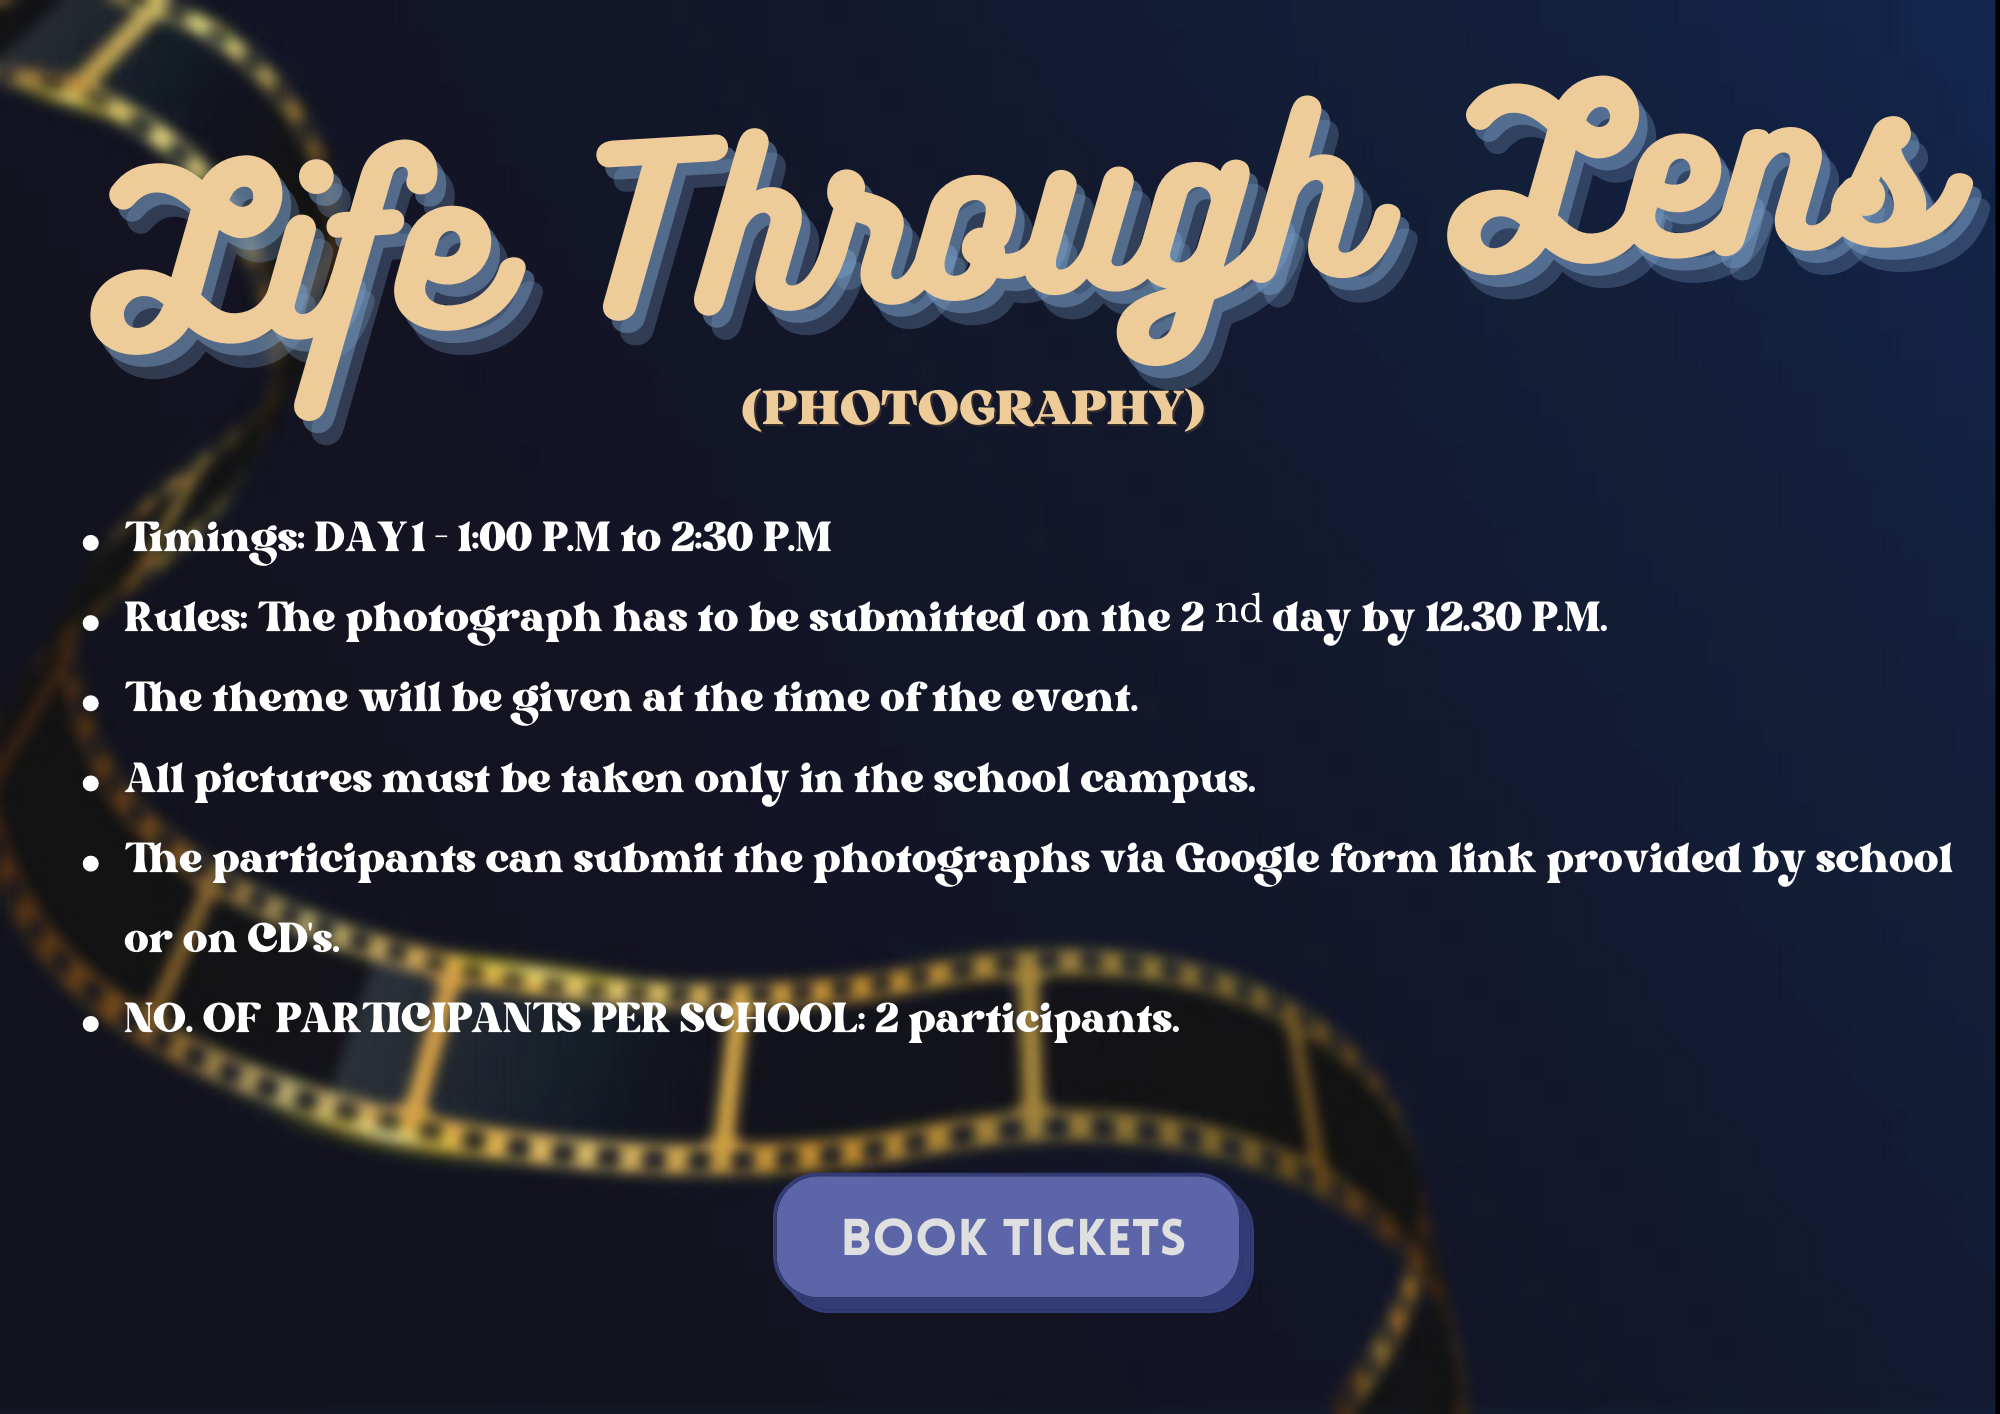 Life Through Lens
(PHOTOGRAPHY)
• Timings: DAY1 - 1:00 P.M to 2:30 P.M
• Rules: The photograph has to be submitted on the 2 nd day by 12.30 P.M.
• The theme will be given at the time of the event.
• All pictures must be taken only in the school campus.
• The participants can submit the photographs via Google form link provided by school
or on CD's.
• NO. OF PARTICIPANTS PER SCHOOL: 2 participants.
BOOK TICKETS